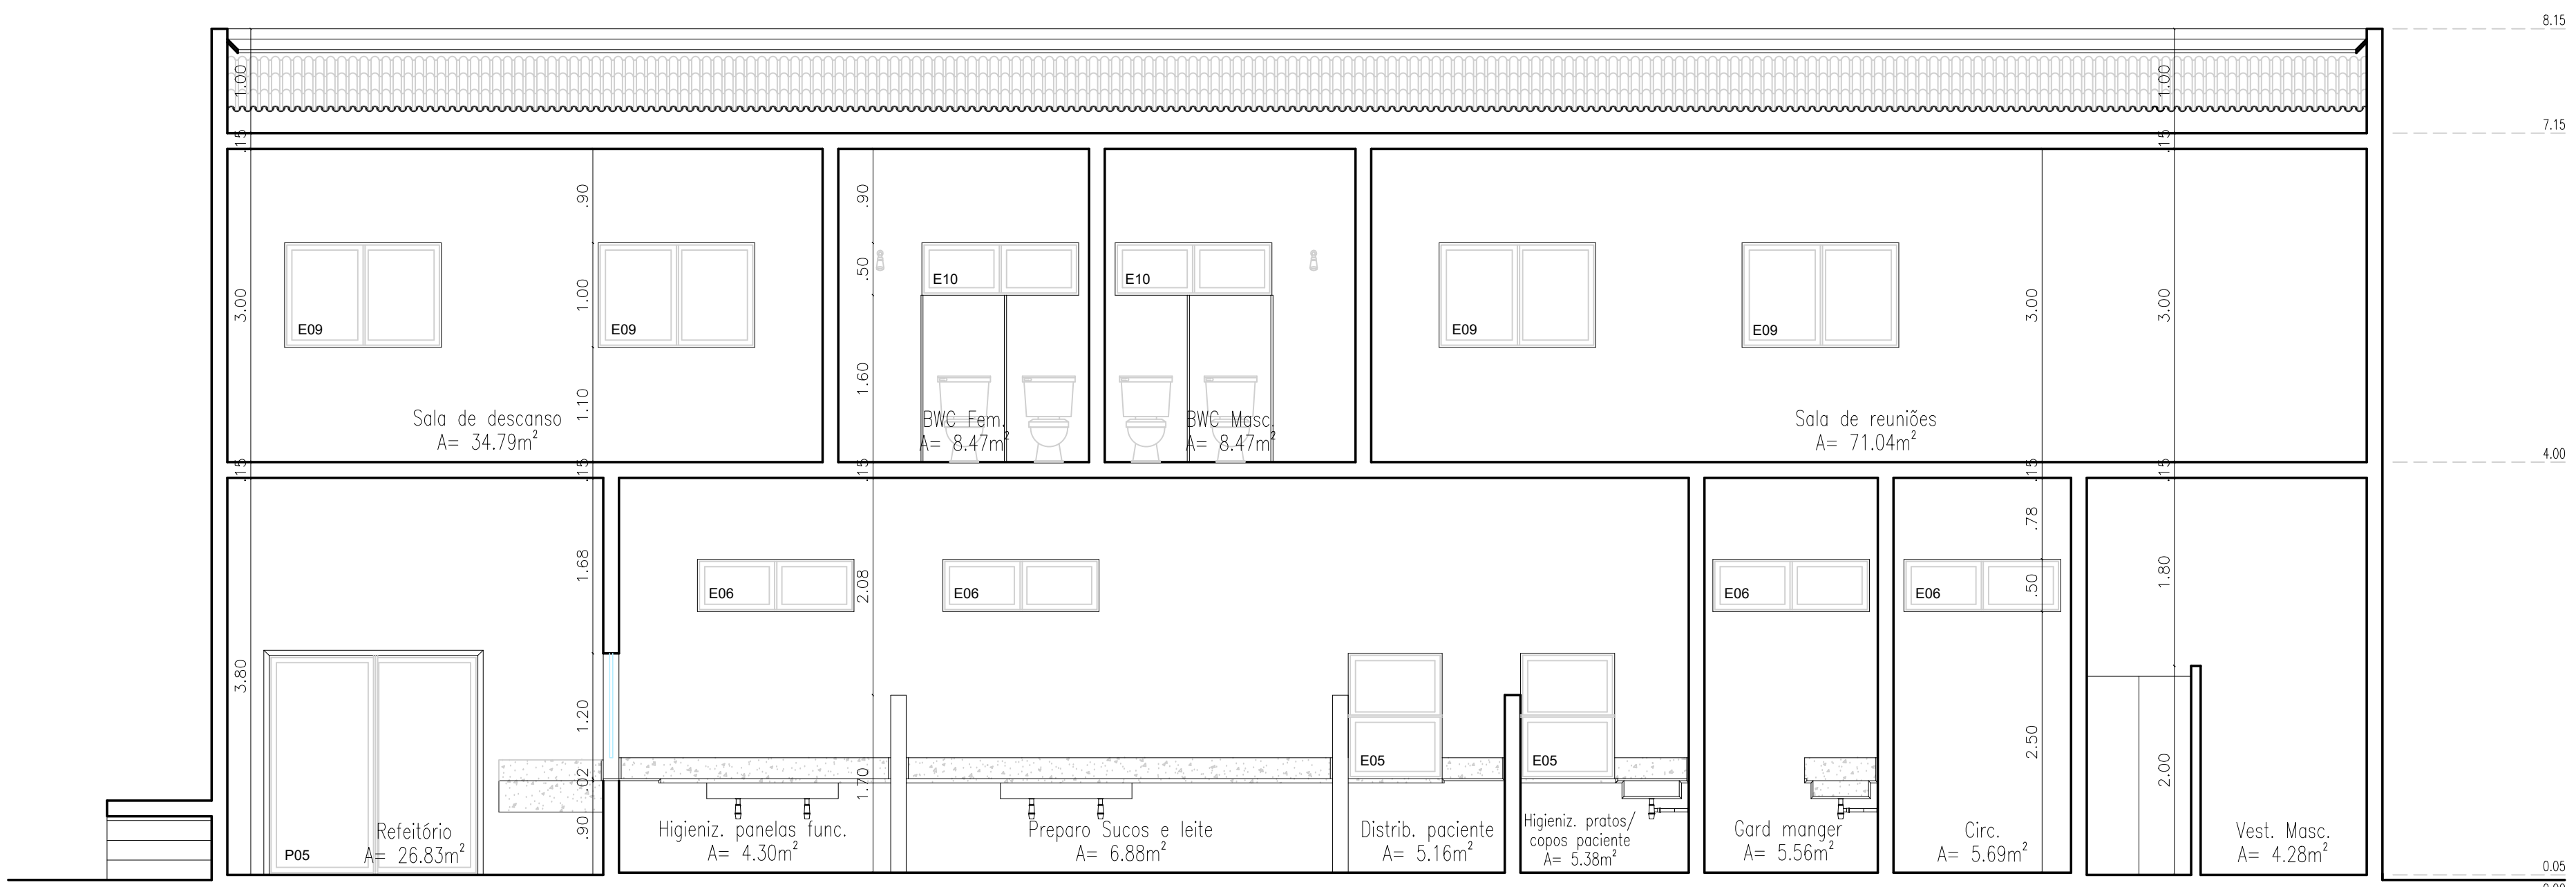 8.15
1.00
1.00
7.15
.15
.15
.90
.90
.50
3.00
1.00
3.00
3.00
E09
E09
E10
E10
E09
E09
1.60
1.10
Sala de descanso
A= 34.79m²
BWC Fem.
A= 8.47m²
BWC Masc.
A= 8.47m²
Sala de reuniões
A= 71.04m²
4.00
.15
.15
.15
.15
.15
.78
1.68
2.08
.50
1.80
E06
E06
E06
E06
3.80
1.20
2.50
2.00
E05
E05
.02
1.70
.90
P05
Refeitório
A= 26.83m²
Higieniz. panelas func.
A= 4.30m²
Preparo Sucos e leite
A= 6.88m²
Distrib. paciente
A= 5.16m²
Higieniz. pratos/
copos paciente
A= 5.38m²
Gard manger
A= 5.56m²
Circ.
A= 5.69m²
Vest. Masc.
A= 4.28m²
0.05